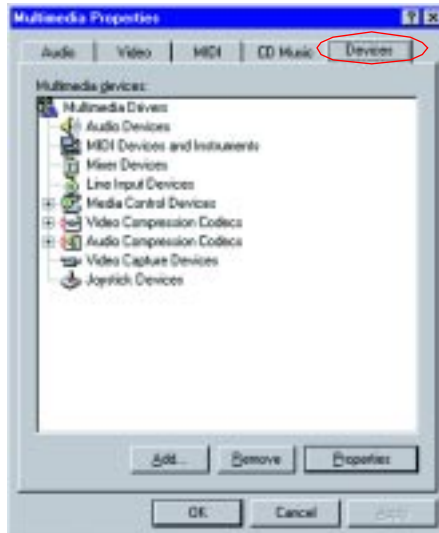 Multimedia Properties
Audio
Video
MIDI
CD Music
Devices
Multimedia devices:
Multimedia Drivers
Audio Devices
MIDI Devices and Instruments
Mixer Devices
Line Input Devices
Media Control Devices
Video Compression Codecs
Audio Compression Codecs
Video Capture Devices
Joystick Devices
Add...
Remove
Properties
OK
Cancel
Apply